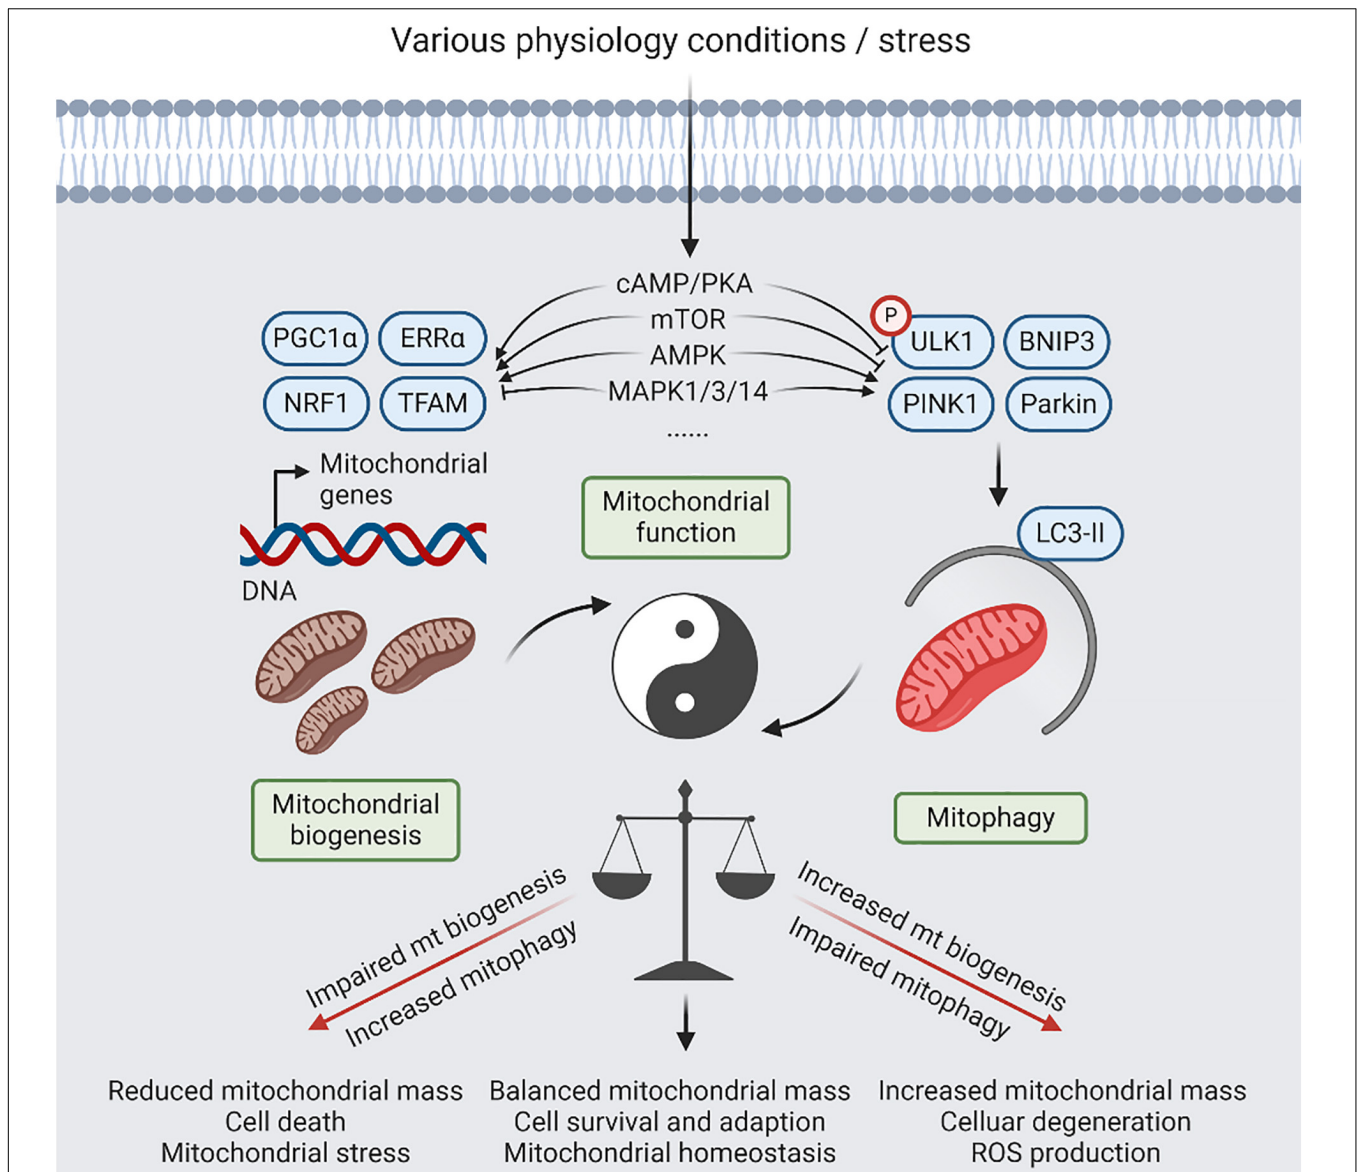 Various physiology conditions / stress
cAMP/PKA
mTOR
AMPK
MAPK1/3/14
......
PGC1α
ERRα
NRF1
TFAM
P
ULK1
BNIP3
PINK1
Parkin
Mitochondrial
genes
DNA
Mitochondrial
function
LC3-II
Mitochondrial
biogenesis
Mitophagy
Impaired mt biogenesis
Increased mitophagy
Increased mt biogenesis
Impaired mitophagy
Reduced mitochondrial mass
Cell death
Mitochondrial stress
Balanced mitochondrial mass
Cell survival and adaption
Mitochondrial homeostasis
Increased mitochondrial mass
Celluar degeneration
ROS production